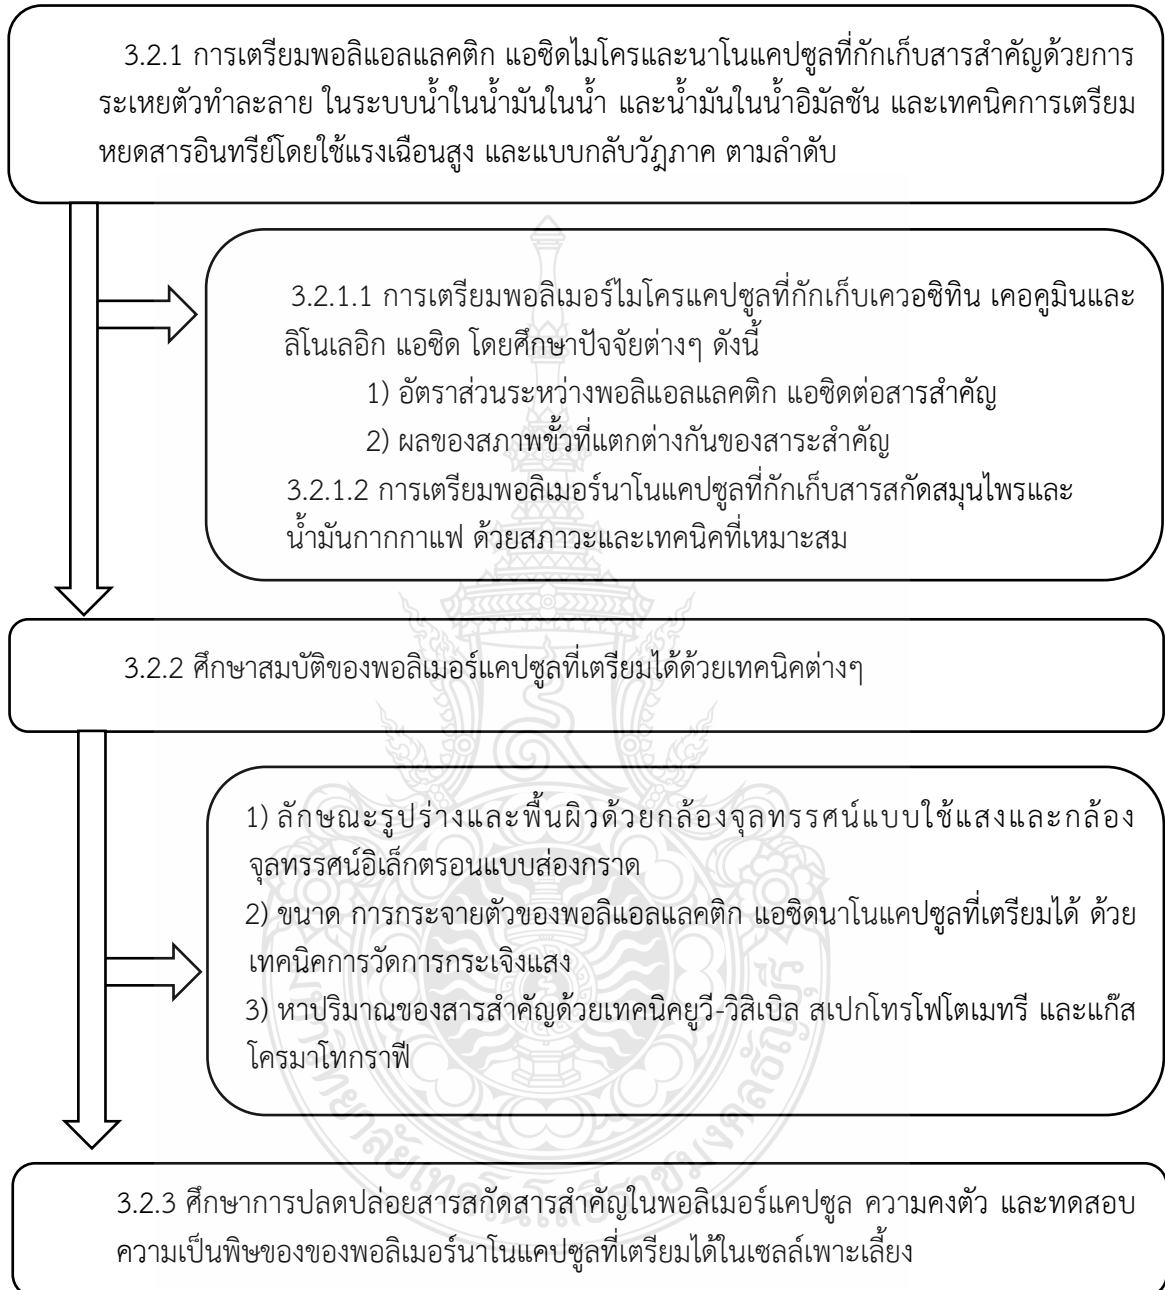 3.2.1 การเตรียมพอลิแอลแลคติก แอซิดไมโครและนาโนแคปซูลที่กักเก็บสารสำคัญด้วยการ
ระเหยตัวทำละลาย ในระบบน้ำในน้ำมันในน้ำ และน้ำมันในน้ำอิมัลชัน และเทคนิคการเตรียม
หยดสารอินทรีย์โดยใช้แรงเฉือนสูง และแบบกลับวัฎภาค ตามลำดับ
3.2.1.1 การเตรียมพอลิเมอร์ไมโครแคปซูลที่กักเก็บเควอซิทิน เคอคูมินและ
ลิโนเลอิก แอซิด โดยศึกษาปัจจัยต่างๆ ดังนี้
1) อัตราส่วนระหว่างพอลิแอลแลคติก แอซิดต่อสารสำคัญ
2) ผลของสภาพขั้วที่แตกต่างกันของสาระสำคัญ
3.2.1.2 การเตรียมพอลิเมอร์นาโนแคปซูลที่กักเก็บสารสกัดสมุนไพรและ
น้ำมันกากกาแฟ ด้วยสภาวะและเทคนิคที่เหมาะสม
3.2.2 ศึกษาสมบัติของพอลิเมอร์แคปซูลที่เตรียมได้ด้วยเทคนิคต่างๆ
1) ลักษณะรูปร่างและพื้นผิวด้วยกล้องจุลทรรศน์แบบใช้แสงและกล้อง
จุลทรรศน์อิเล็กตรอนแบบส่องกราด
2) ขนาด การกระจายตัวของพอลิแอลแลคติก แอซิดนาโนแคปซูลที่เตรียมได้ ด้วย
เทคนิคการวัดการกระเจิงแสง
3) หาปริมาณของสารสำคัญด้วยเทคนิคยูวี-วิสิเบิล สเปกโทรโฟโตเมทรี และแก๊ส
โครมาโทกราฟี
3.2.3 ศึกษาการปลดปล่อยสารสกัดสารสำคัญในพอลิเมอร์แคปซูล ความคงตัว และทดสอบ
ความเป็นพิษของของพอลิเมอร์นาโนแคปซูลที่เตรียมได้ในเซลล์เพาะเลี้ยง